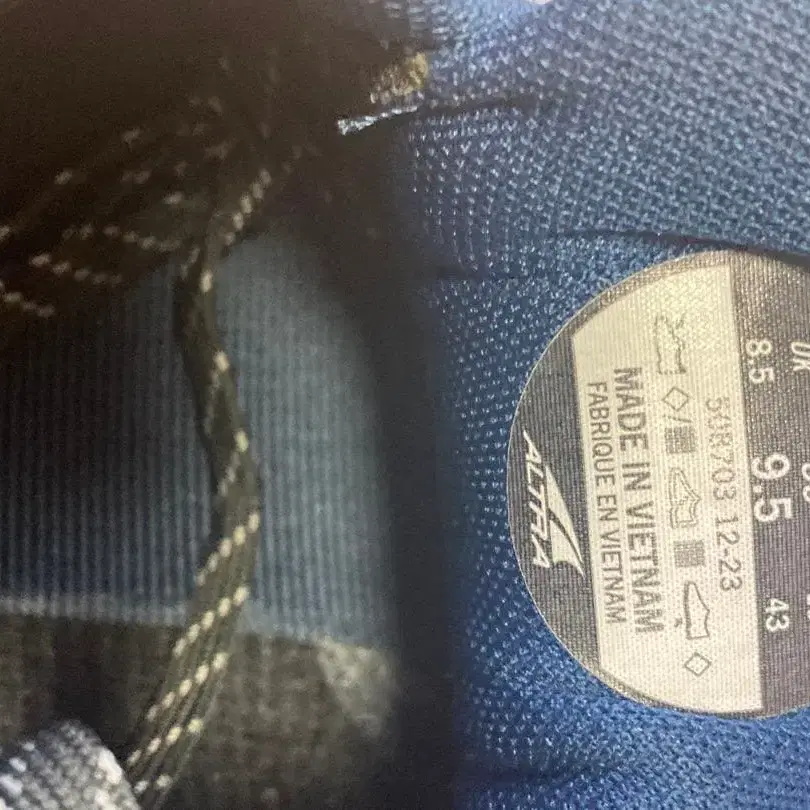 UK
8.5 9.5 43
12-23
MADE IN VIETNAM
FABRIQUE EN VIETNAM
ALTRA